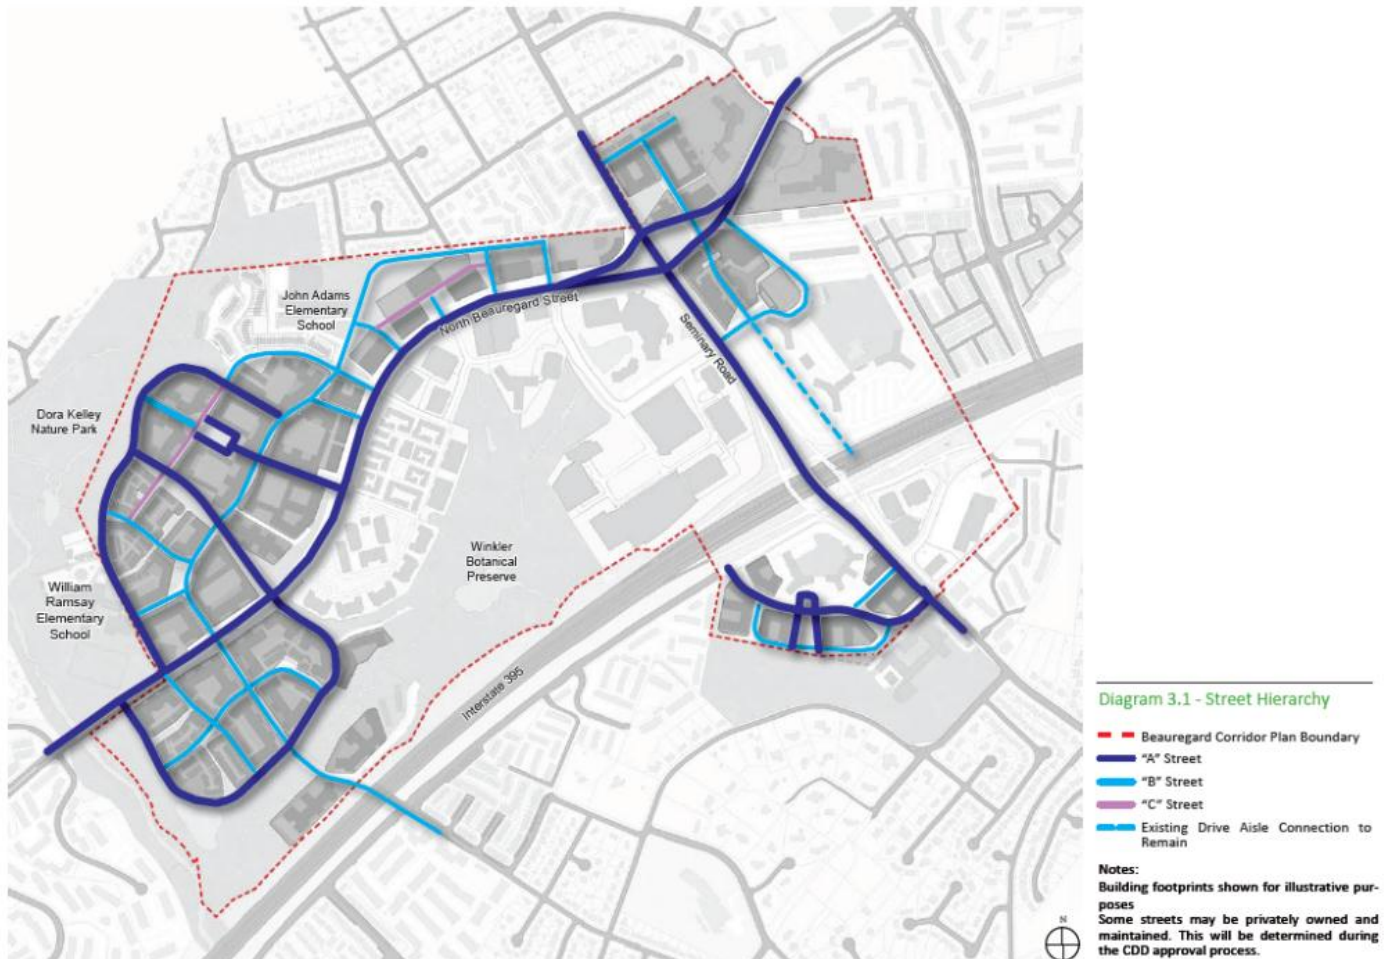 John Adams
Elementary
School
North Beauregard Street
Seminary Road
Dora Kelley
Nature Park
Winkler
Botanical
Preserve
William
Ramsay
Elementary
School
Interstate 395
Diagram 3.1 - Street Hierarchy
Beauregard Corridor Plan Boundary
"A" Street
"B" Street
"C" Street
Existing Drive Aisle Connection to
Remain
Notes:
Building footprints shown for illustrative pur-
poses
Some streets may be privately owned and
maintained. This will be determined during
the CDD approval process.
N